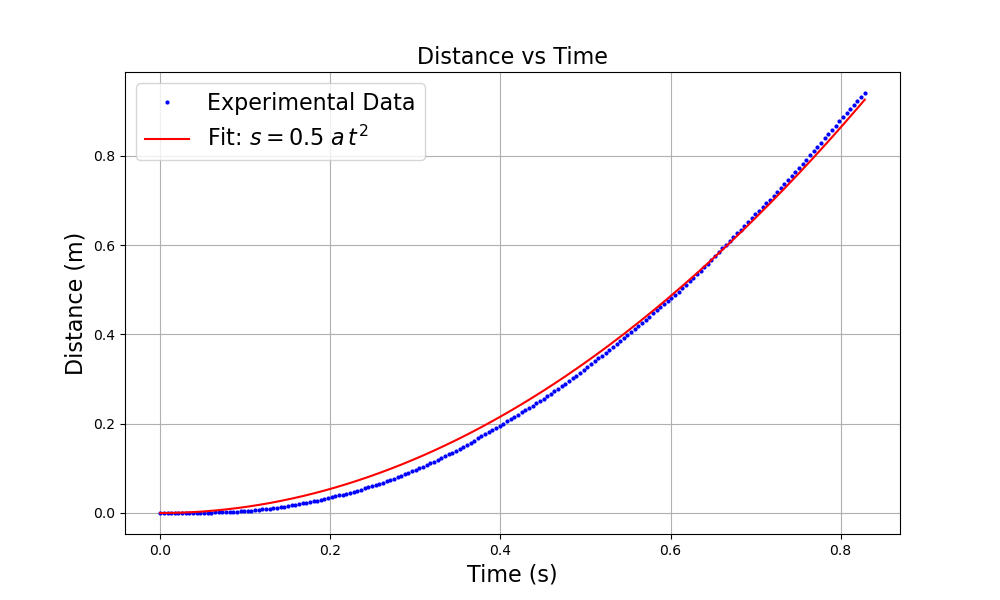 Distance vs Time
Experimental Data
Fit: s = 0.5 a t²
Distance (m)
0.8
0.6
0.4
0.2
0.0
0.0 0.2 0.4 0.6 0.8
Time (s)